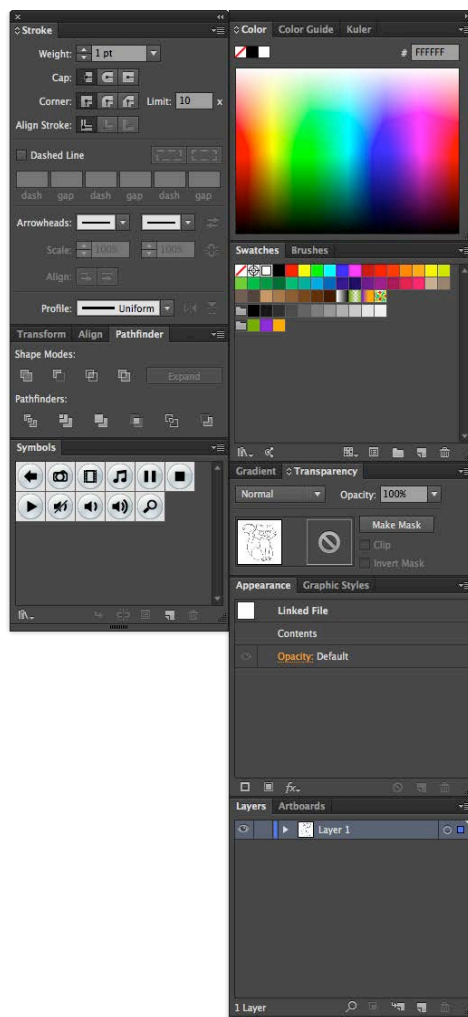 Stroke
Weight: 1 pt
Cap:
Corner: Limit: 10 x
Align Stroke:
Dashed Line
dash gap dash gap dash gap
Arrowheads:
Scale: 100% 100%
Align:
Profile: Uniform
Transform Align Pathfinder
Shape Modes:
Expand
Pathfinders:
Symbols
Color Color Guide Kuler
# FFFFFF
Swatches Brushes
Gradient Transparency
Normal Opacity: 100%
Make Mask
Clip
Invert Mask
Appearance Graphic Styles
Linked File
Contents
Opacity: Default
fx
Layers Artboards
Layer 1
1 Layer